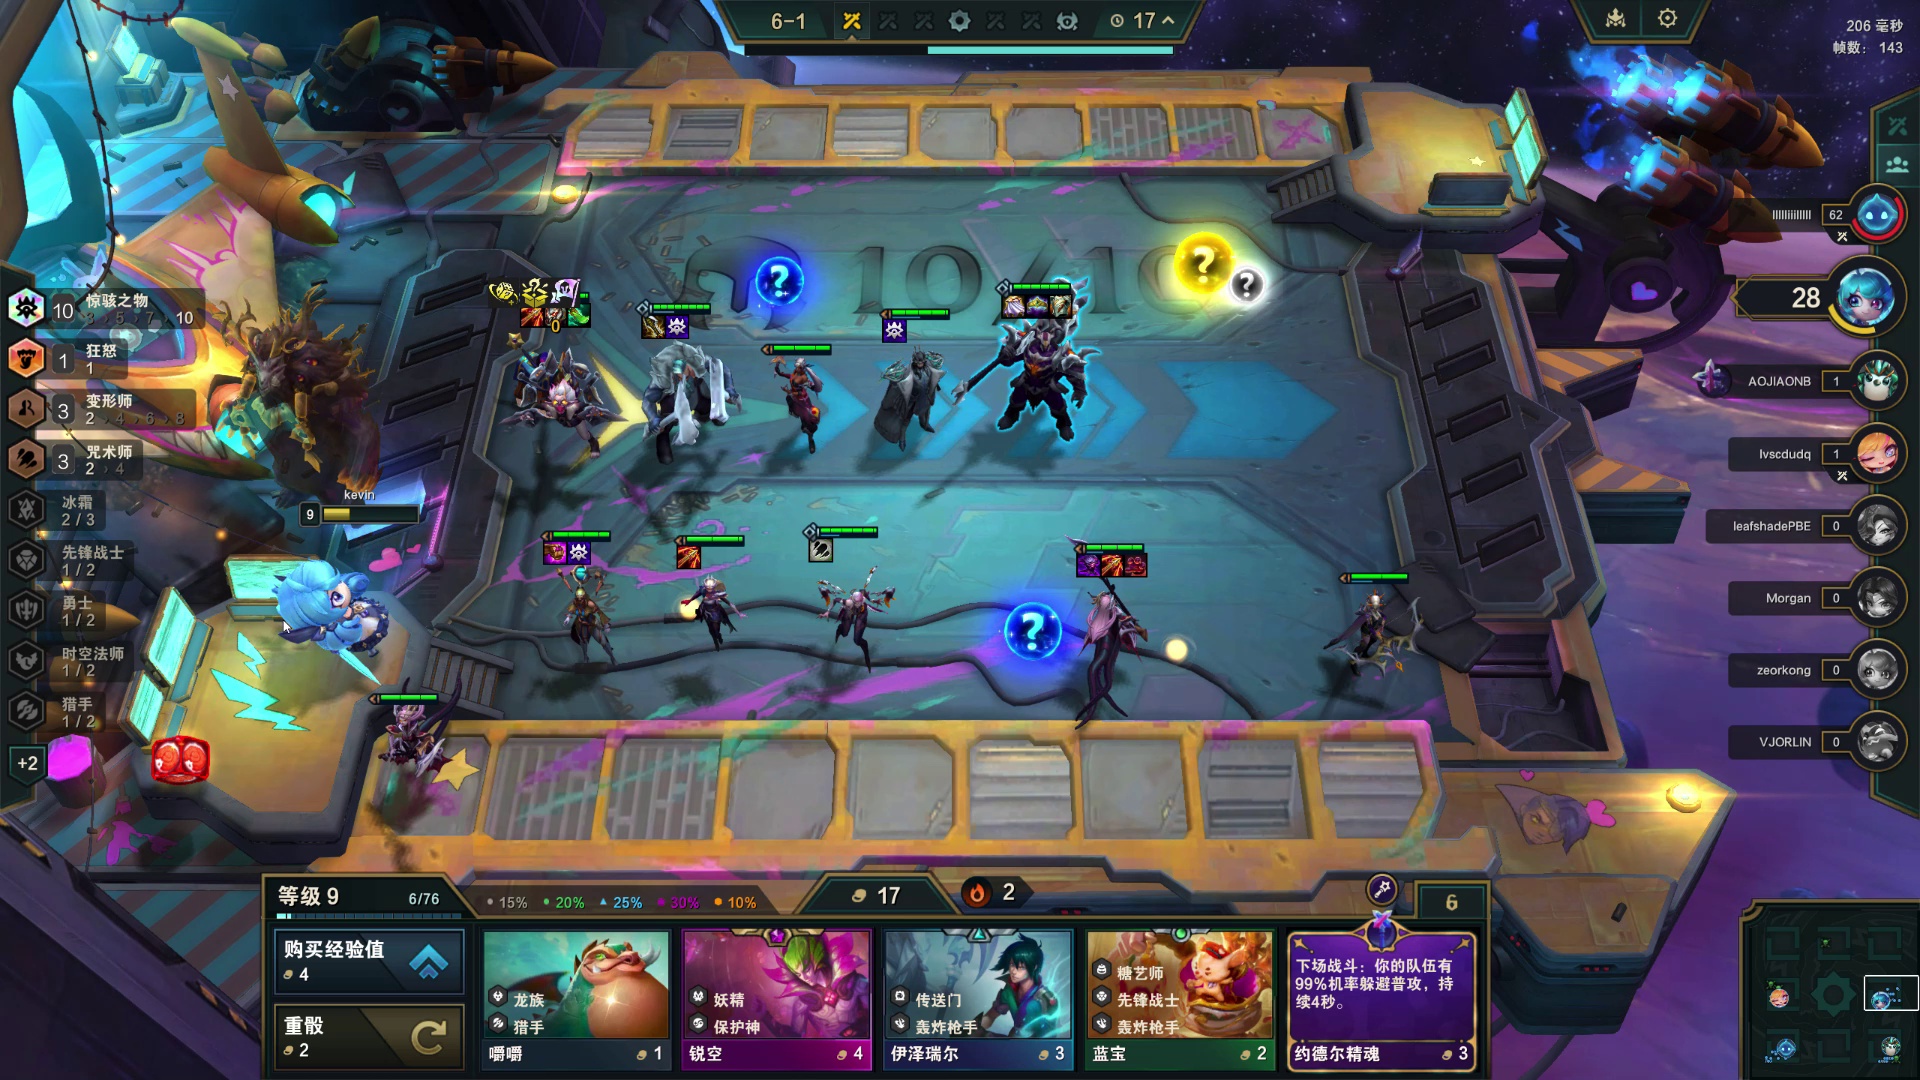 6-1
17
206 毫秒
帧数： 143
10/10
10
惊骇之物
3 › 5 › 7 › 10
1
狂怒
1
3
变形师
2 › 4 › 6 › 8
3
咒术师
2 › 4
冰霜
2 / 3
先锋战士
1 / 2
勇士
1 / 2
时空法师
1 / 2
猎手
1 / 2
+2
0
9
kevin
62
28
AOJIAONB 1
lvscdudq 1
leafshadePBE 0
Morgan 0
zeorkong 0
VJORLIN 0
等级 9
6/76
15% 20% 25% 30% 10%
17
2
6
购买经验值
4
重骰
2
龙族
猎手
嚼嚼 1
妖精
保护神
锐空 4
传送门
轰炸枪手
伊泽瑞尔 3
糖艺师
先锋战士
轰炸枪手
蓝宝 2
下场战斗：你的队伍有
99%机率躲避普攻，持
续4秒。
约德尔精魂 3